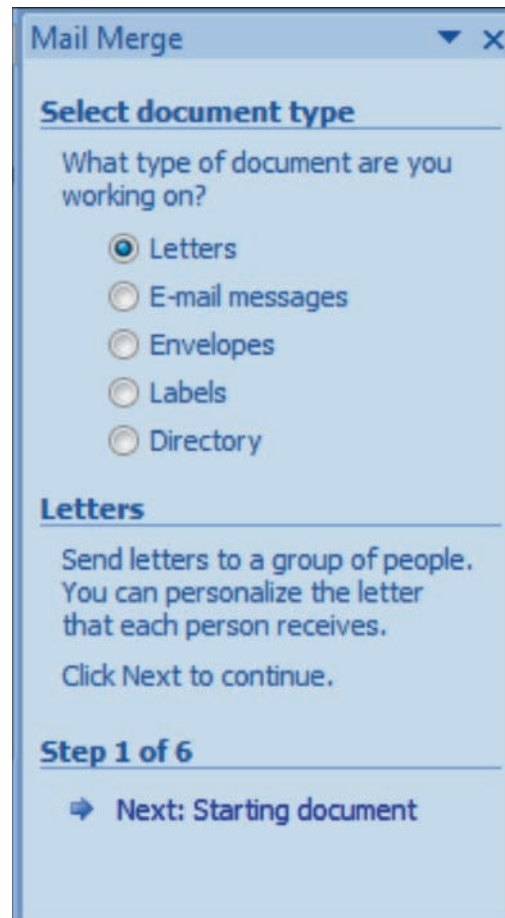 Mail Merge
Select document type
What type of document are you
working on?
Letters
E-mail messages
Envelopes
Labels
Directory
Letters
Send letters to a group of people.
You can personalize the letter
that each person receives.
Click Next to continue.
Step 1 of 6
Next: Starting document